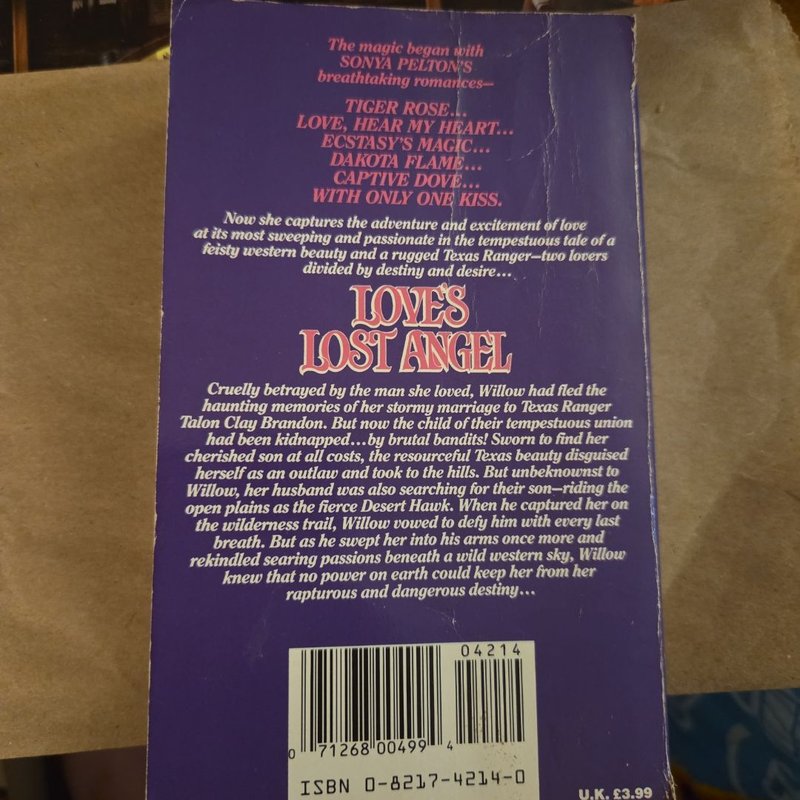 The magic began with
SONYA PELTON'S
breathtaking romances—
TIGER ROSE...
LOVE, HEAR MY HEART...
ECSTASY'S MAGIC...
DAKOTA FLAME...
CAPTIVE DOVE...
WITH ONLY ONE KISS.
Now she captures the adventure and excitement of love
at its most sweeping and passionate in the tempestuous tale of a
feisty western beauty and a rugged Texas Ranger—two lovers
divided by destiny and desire...
LOVE'S
LOST ANGEL
Cruelly betrayed by the man she loved, Willow had fled the
haunting memories of her stormy marriage to Texas Ranger
Talon Clay Brandon. But now the child of their tempestuous union
had been kidnapped...by brutal bandits! Sworn to find her
cherished son at all costs, the resourceful Texas beauty disguised
herself as an outlaw and took to the hills. But unbeknownst to
Willow, her husband was also searching for their son—riding the
open plains as the fierce Desert Hawk. When he captured her on
the wilderness trail, Willow vowed to defy him with every last
breath. But as he swept her into his arms once more and
rekindled searing passions beneath a wild western sky, Willow
knew that no power on earth could keep her from her
rapturous and dangerous destiny...
04214
0 71268 00499 4
ISBN 0-8217-4214-0
U.K. £3.99